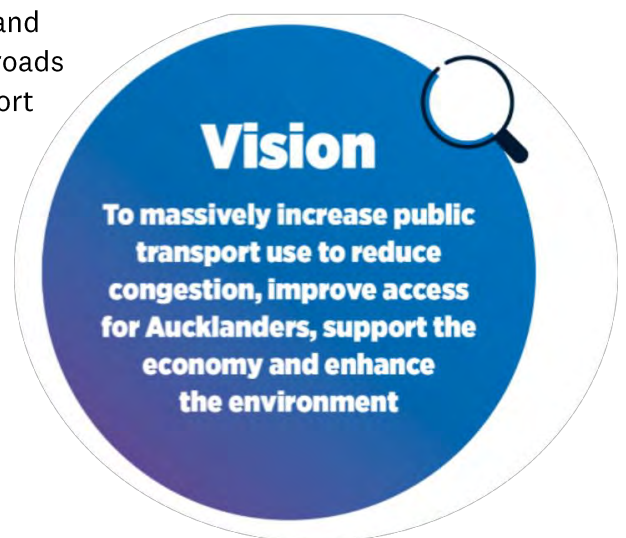 and
roads
ort
Vision
To massively increase public
transport use to reduce
congestion, improve access
for Aucklanders, support the
economy and enhance
the environment